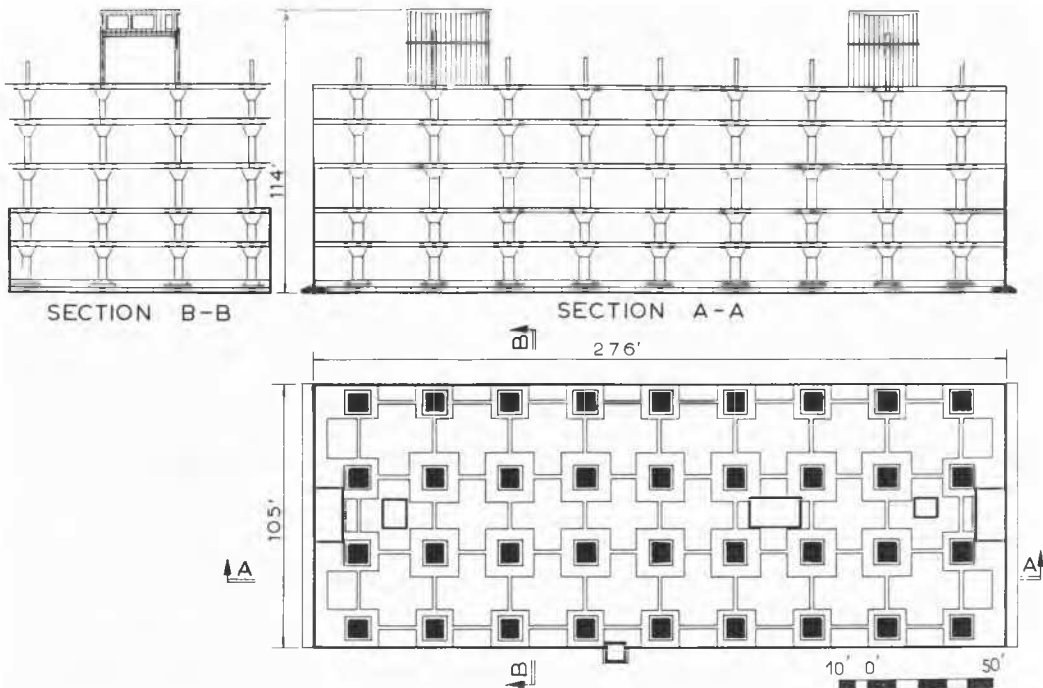 114'
SECTION B-B
SECTION A-A
B
276'
105'
A
A
B
10' 0' 50'